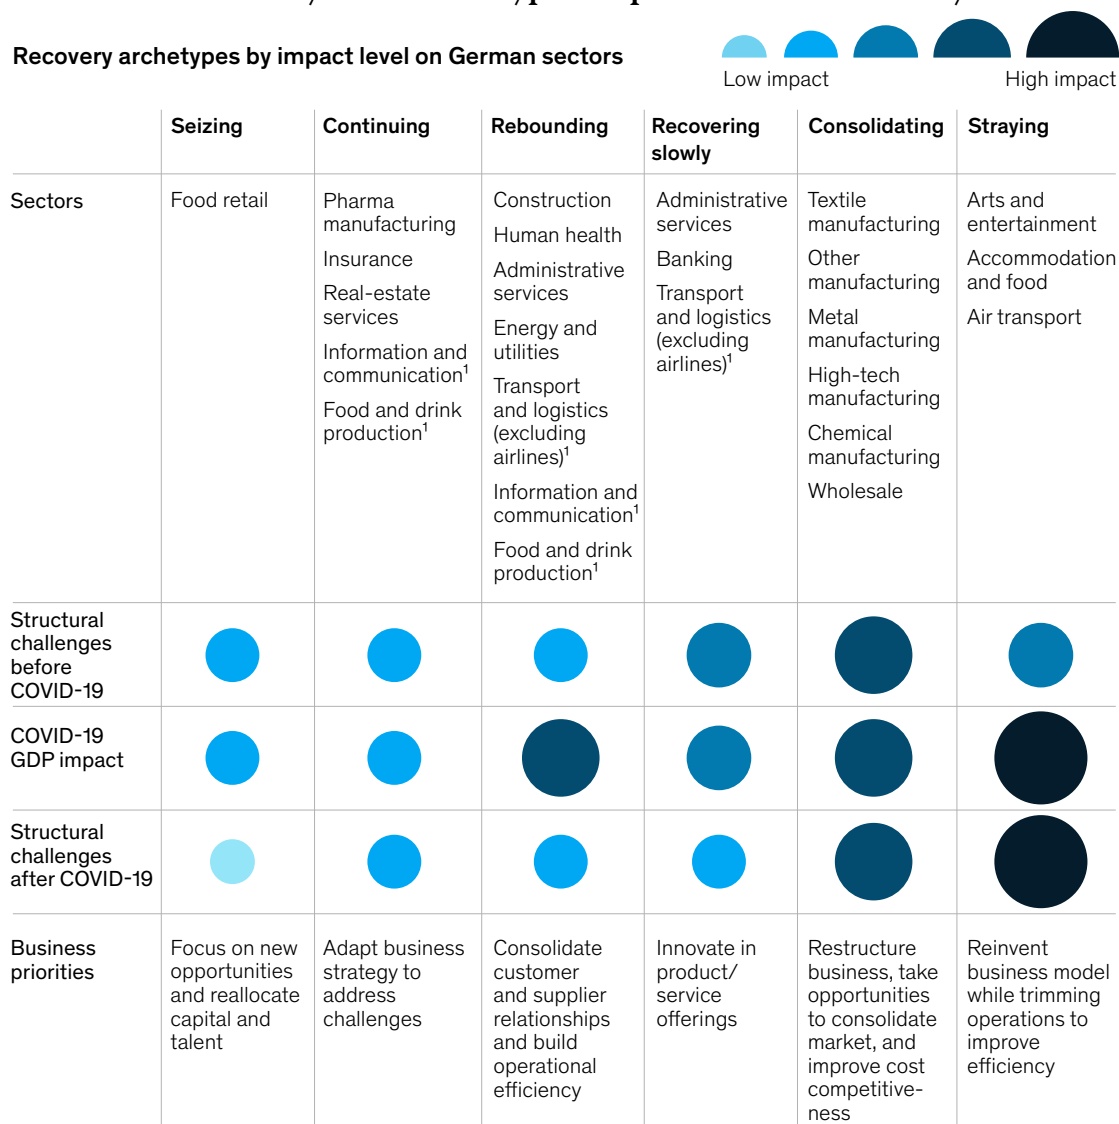 Recovery archetypes by impact level on German sectors
Low impact
High impact
Seizing
Continuing
Rebounding
Recovering
slowly
Consolidating
Straying
Sectors
Food retail
Pharma
manufacturing
Insurance
Real-estate
services
Information and
communication¹
Food and drink
production¹
Construction
Human health
Administrative
services
Energy and
utilities
Transport
and logistics
(excluding
airlines)¹
Information and
communication¹
Food and drink
production¹
Administrative
services
Banking
Transport
and logistics
(excluding
airlines)¹
Textile
manufacturing
Other
manufacturing
Metal
manufacturing
High-tech
manufacturing
Chemical
manufacturing
Wholesale
Arts and
entertainment
Accommodation
and food
Air transport
Structural
challenges
before
COVID-19
COVID-19
GDP impact
Structural
challenges
after COVID-19
Business
priorities
Focus on new
opportunities
and reallocate
capital and
talent
Adapt business
strategy to
address
challenges
Consolidate
customer
and supplier
relationships
and build
operational
efficiency
Innovate in
product/
service
offerings
Restructure
business, take
opportunities
to consolidate
market, and
improve cost
competitive-
ness
Reinvent
business model
while trimming
operations to
improve
efficiency